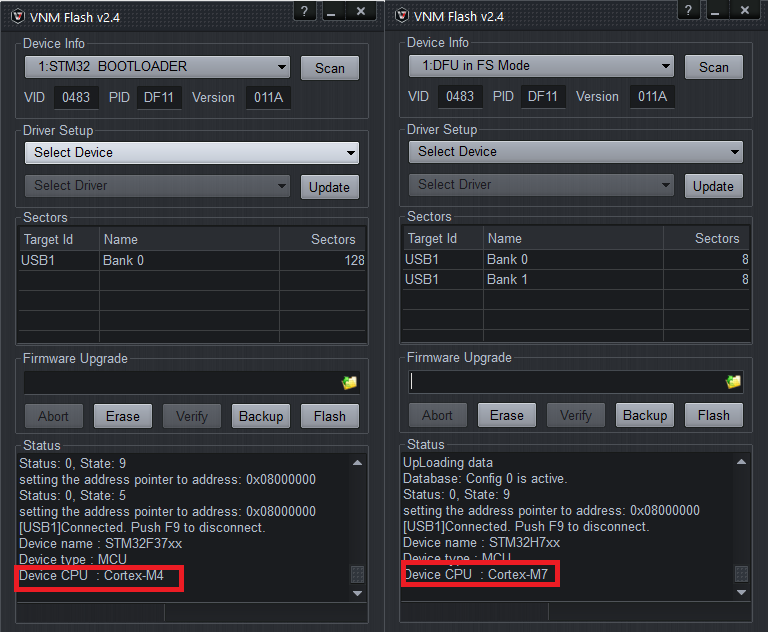 VNM Flash v2.4
?
Device Info
1:STM32 BOOTLOADER
Scan
VID 0483 PID DF11 Version 011A
Driver Setup
Select Device
Select Driver
Update
Sectors
Target Id Name Sectors
USB1 Bank 0 128
Firmware Upgrade
Abort Erase Verify Backup Flash
Status
Status: 0, State: 9
setting the address pointer to address: 0x08000000
Status: 0, State: 5
setting the address pointer to address: 0x08000000
[USB1]Connected. Push F9 to disconnect.
Device name : STM32F37xx
Device type : MCU
Device CPU : Cortex-M4
VNM Flash v2.4
?
Device Info
1:DFU in FS Mode
Scan
VID 0483 PID DF11 Version 011A
Driver Setup
Select Device
Select Driver
Update
Sectors
Target Id Name Sectors
USB1 Bank 0 8
USB1 Bank 1 8
Firmware Upgrade
Abort Erase Verify Backup Flash
Status
UpLoading data
Database: Config 0 is active.
Status: 0, State: 9
setting the address pointer to address: 0x08000000
[USB1]Connected. Push F9 to disconnect.
Device name : STM32H7xx
Device type : MCU
Device CPU : Cortex-M7